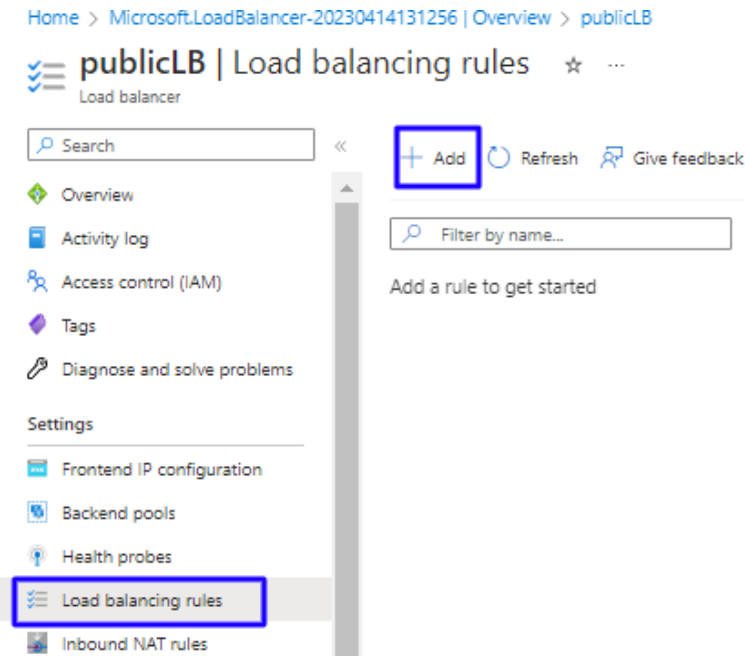 Home > Microsoft.LoadBalancer-20230414131256 | Overview > publicLB
publicLB | Load balancing rules ☆ ...
Load balancer
Search «
+ Add Refresh Give feedback
Overview
Filter by name...
Activity log
Access control (IAM)
Add a rule to get started
Tags
Diagnose and solve problems
Settings
Frontend IP configuration
Backend pools
Health probes
Load balancing rules
Inbound NAT rules